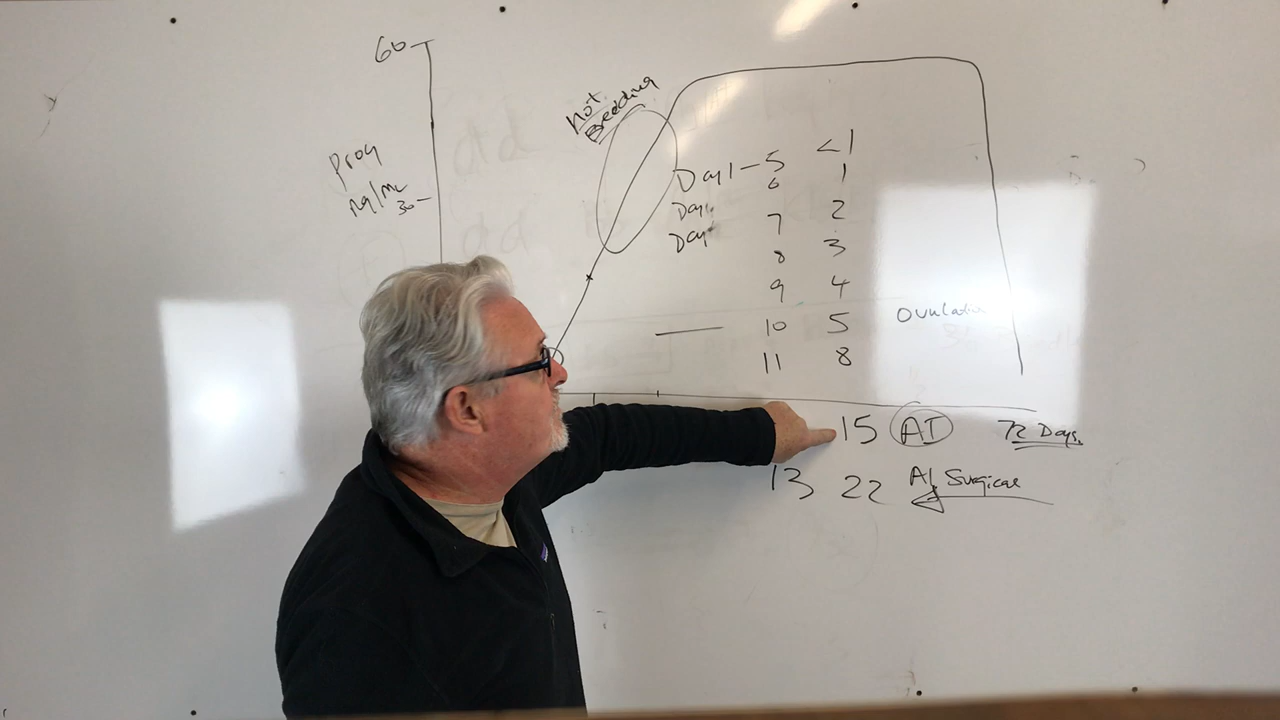 60
Not
Breeding
Prog
ng/mL
30
Day 1 - 5 <1
Day 6 1
Day 7 2
8 3
9 4
10 5 Ovulation
11 8
15 AI 72 Days
13 22 AI Surgical